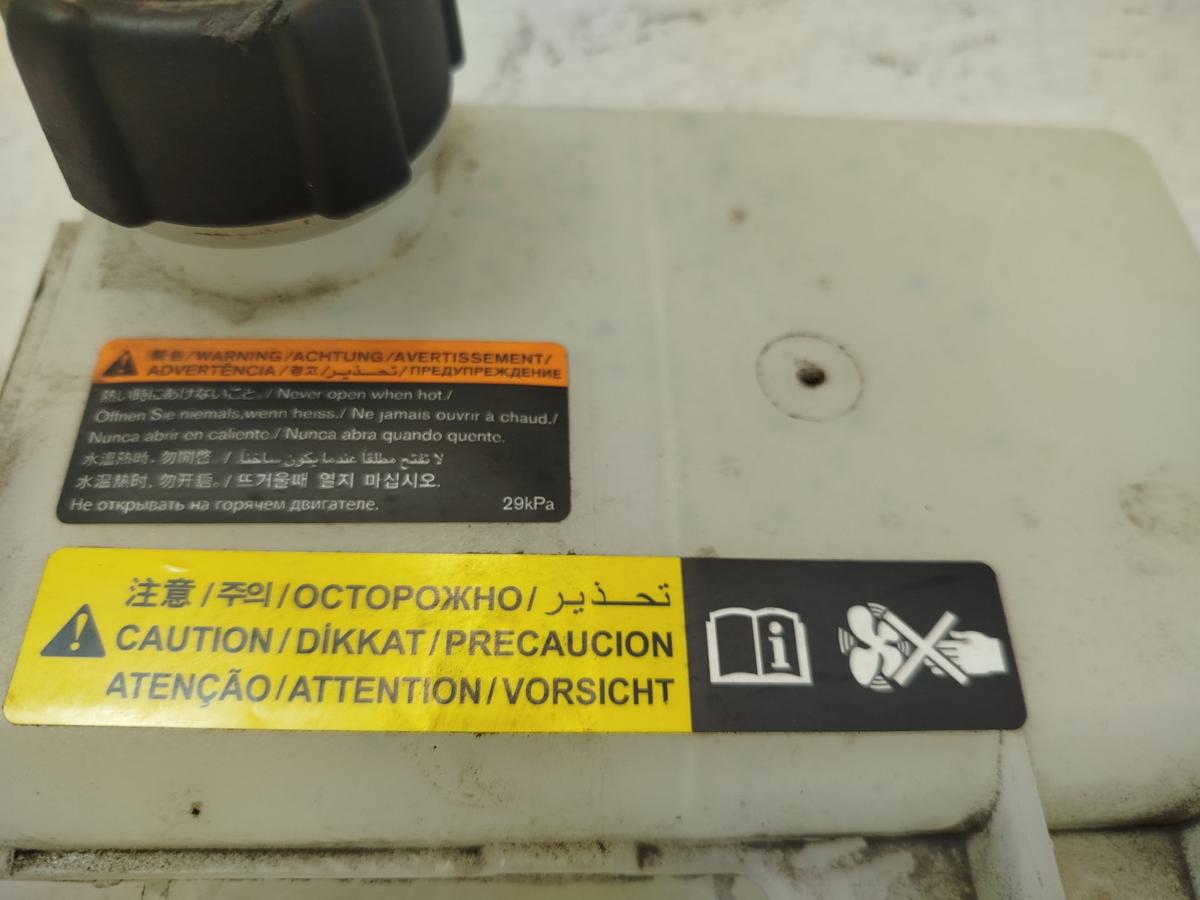 警告/WARNING/ACHTUNG/AVERTISSEMENT/
ADVERTÊNCIA/경고/تحذير/ПРЕДУПРЕЖДЕНИЕ
熱い時にあけないこと。/Never open when hot./
Öffnen Sie niemals,wenn heiss./ Ne jamais ouvrir à chaud./
Nunca abrir en caliente./ Nunca abra quando quente.
水溫熱時，勿開啓。/ لا تفتح مطلقاً عندما يكون ساخناً.
水温热时，勿开启。/ 뜨거울때 열지 마십시오.
Не открывать на горячем двигателе. 29kPa
注意/주의/ОСТОРОЖНО/تحذير
CAUTION/DİKKAT/PRECAUCION
ATENÇÃO/ATTENTION/VORSICHT